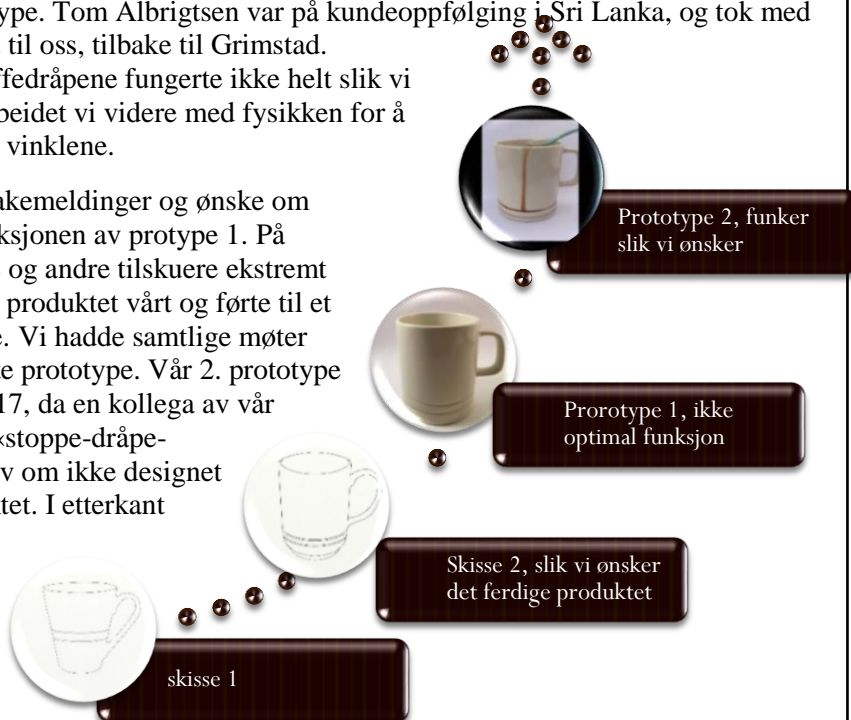 ype. Tom Albrigtsen var på kundeoppfølging i Sri Lanka, og tok med
til oss, tilbake til Grimstad.
ffedråpene fungerte ikke helt slik vi
beidet vi videre med fysikken for å
vinklene.
akemeldinger og ønske om
ksjonen av protype 1. På
og andre tilskuere ekstremt
produktet vårt og førte til et
e. Vi hadde samtlige møter
te prototype. Vår 2. prototype
17, da en kollega av vår
«stoppe-dråpe-
v om ikke designet
tet. I etterkant
Prototype 2, funker
slik vi ønsker
Prorotype 1, ikke
optimal funksjon
Skisse 2, slik vi ønsker
det ferdige produktet
skisse 1